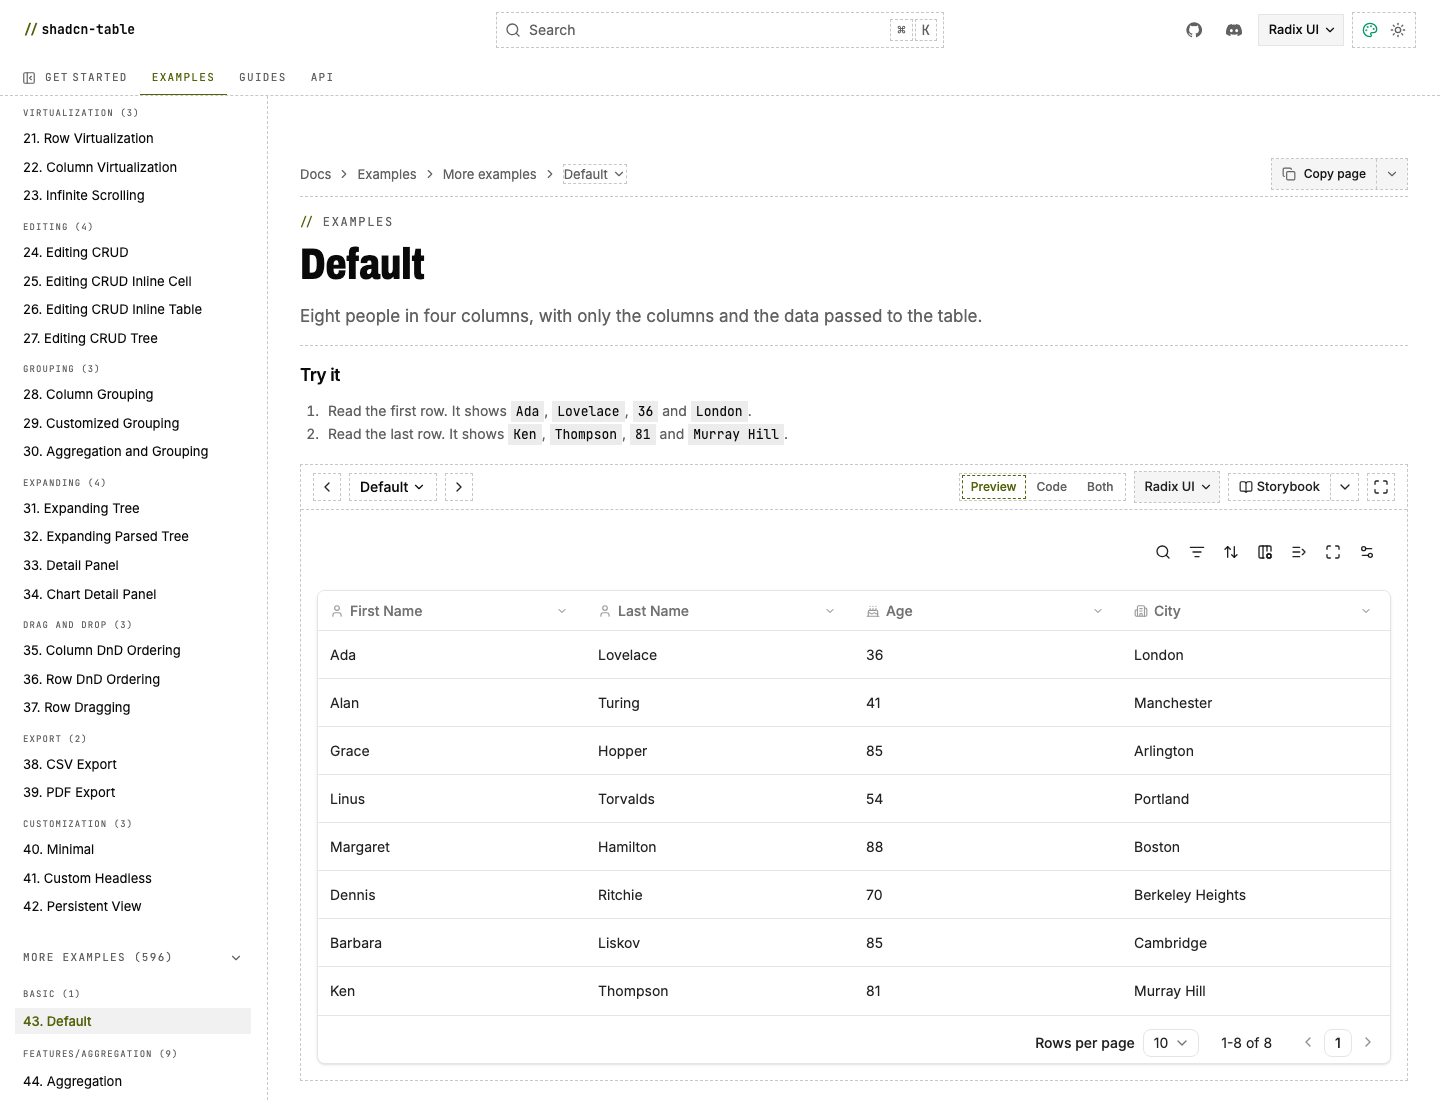 // shadcn-table
Search
⌘ K
Radix UI
GET STARTED
EXAMPLES
GUIDES
API
VIRTUALIZATION (3)
21. Row Virtualization
22. Column Virtualization
23. Infinite Scrolling
EDITING (4)
24. Editing CRUD
25. Editing CRUD Inline Cell
26. Editing CRUD Inline Table
27. Editing CRUD Tree
GROUPING (3)
28. Column Grouping
29. Customized Grouping
30. Aggregation and Grouping
EXPANDING (4)
31. Expanding Tree
32. Expanding Parsed Tree
33. Detail Panel
34. Chart Detail Panel
DRAG AND DROP (3)
35. Column DnD Ordering
36. Row DnD Ordering
37. Row Dragging
EXPORT (2)
38. CSV Export
39. PDF Export
CUSTOMIZATION (3)
40. Minimal
41. Custom Headless
42. Persistent View
MORE EXAMPLES (596)
BASIC (1)
43. Default
FEATURES/AGGREGATION (9)
44. Aggregation
Docs > Examples > More examples > Default
Copy page
// EXAMPLES
Default
Eight people in four columns, with only the columns and the data passed to the table.
Try it
1. Read the first row. It shows Ada, Lovelace, 36 and London.
2. Read the last row. It shows Ken, Thompson, 81 and Murray Hill.
Default
Preview Code Both
Radix UI
Storybook
First Name Last Name Age City
Ada Lovelace 36 London
Alan Turing 41 Manchester
Grace Hopper 85 Arlington
Linus Torvalds 54 Portland
Margaret Hamilton 88 Boston
Dennis Ritchie 70 Berkeley Heights
Barbara Liskov 85 Cambridge
Ken Thompson 81 Murray Hill
Rows per page 10 1-8 of 8 1